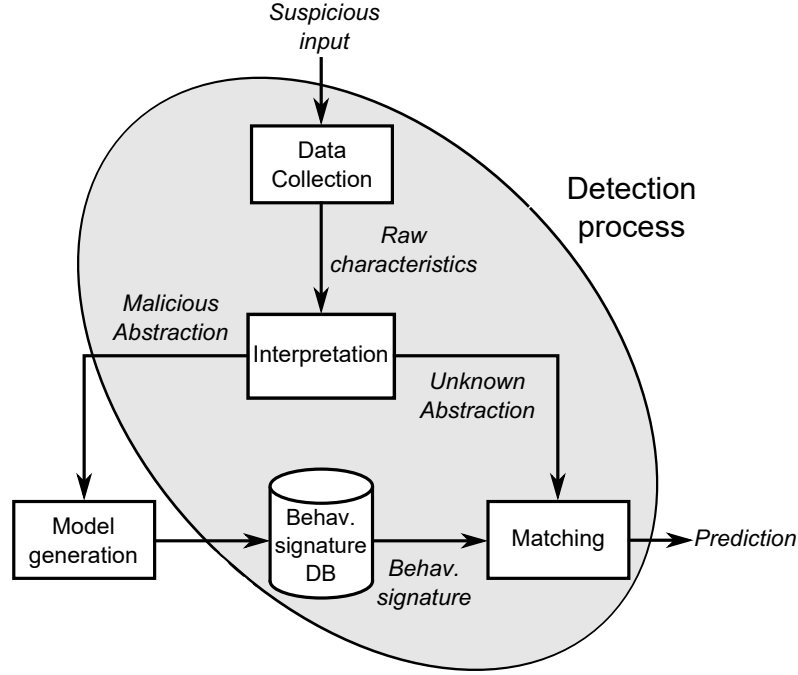 Suspicious
input
Data
Collection
Detection
process
Raw
characteristics
Malicious
Abstraction
Interpretation
Unknown
Abstraction
Model
generation
Behav.
signature
DB
Behav.
signature
Matching
Prediction